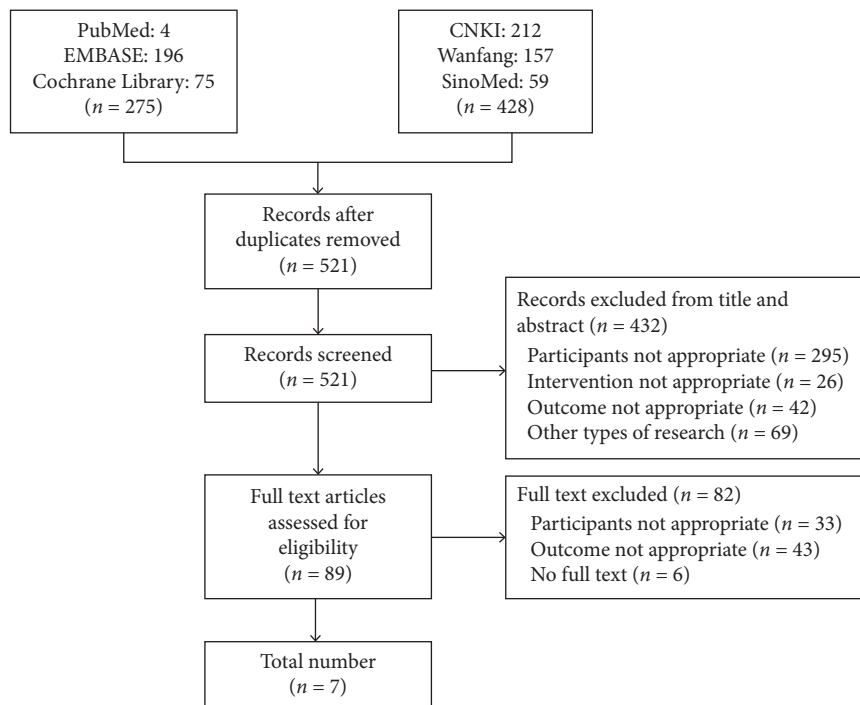 PubMed: 4
EMBASE: 196
Cochrane Library: 75
(n = 275)
CNKI: 212
Wanfang: 157
SinoMed: 59
(n = 428)
Records after
duplicates removed
(n = 521)
Records screened
(n = 521)
Records excluded from title and
abstract (n = 432)
Participants not appropriate (n = 295)
Intervention not appropriate (n = 26)
Outcome not appropriate (n = 42)
Other types of research (n = 69)
Full text articles
assessed for
eligibility
(n = 89)
Full text excluded (n = 82)
Participants not appropriate (n = 33)
Outcome not appropriate (n = 43)
No full text (n = 6)
Total number
(n = 7)